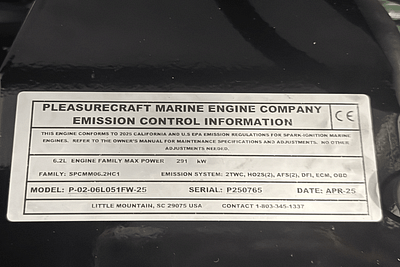 PLEASURECRAFT MARINE ENGINE COMPANY
EMISSION CONTROL INFORMATION
CE
THIS ENGINE CONFORMS TO 2025 CALIFORNIA AND U.S EPA EMISSION REGULATIONS FOR SPARK-IGNITION MARINE
ENGINES. REFER TO THE OWNER'S MANUAL FOR MAINTENANCE SPECIFICATIONS AND ADJUSTMENTS. NO OTHER
ADJUSTMENTS NEEDED.
6.2L ENGINE FAMILY MAX POWER 291 kW
FAMILY: SPCMM06.2HC1 EMISSION SYSTEM: 2TWC, HO2S(2), AFS(2), DFI, ECM, OBD
MODEL: P-02-06L051FW-25 SERIAL: P250765 DATE: APR-25
LITTLE MOUNTAIN, SC 29075 USA CONTACT 1-803-345-1337